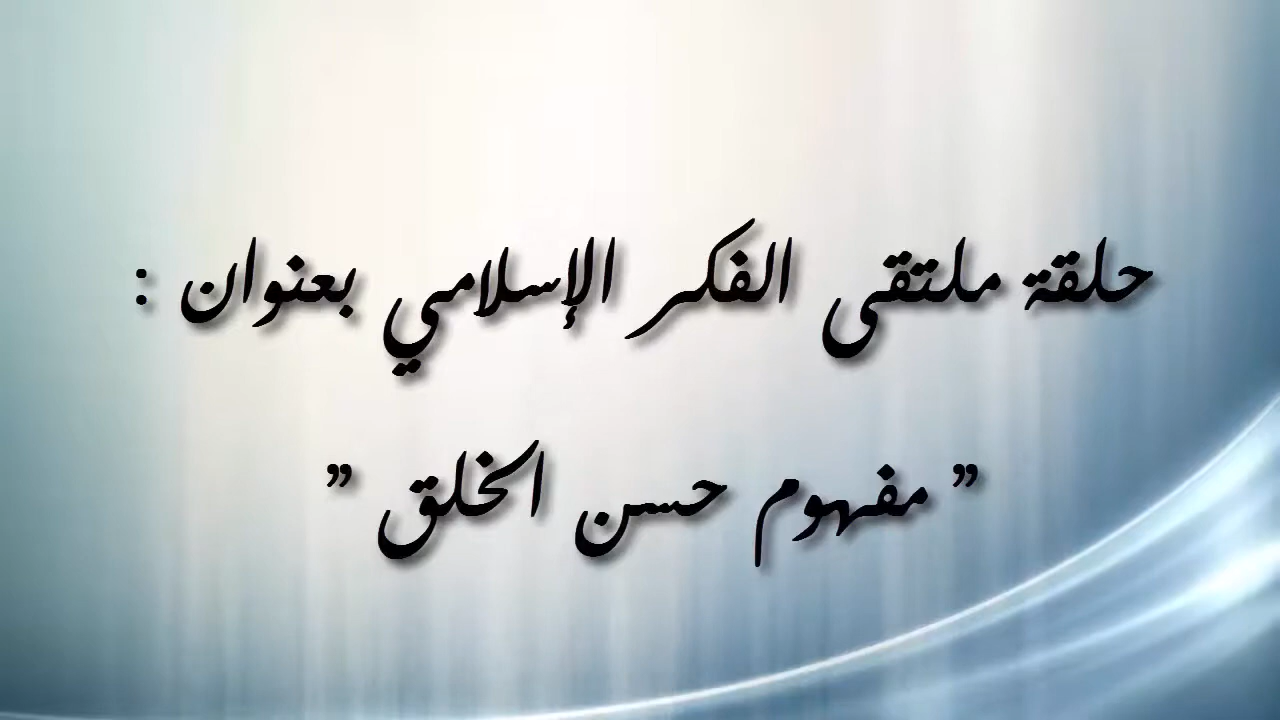 حلقة ملتقى الفكر الإسلامي بعنوان :
" مفهوم حسن الخلق "